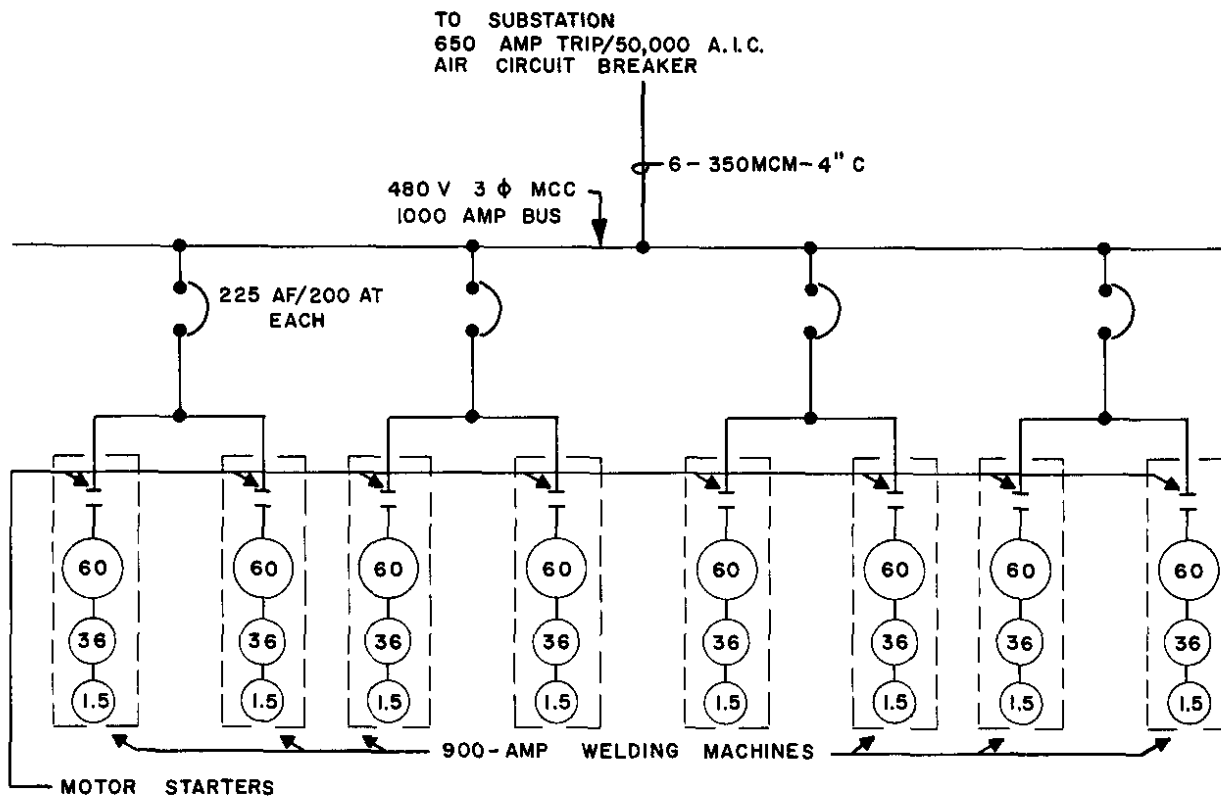 TO SUBSTATION
650 AMP TRIP/50,000 A.I.C.
AIR CIRCUIT BREAKER
6-350MCM-4" C
480 V 3 ϕ MCC
1000 AMP BUS
225 AF/200 AT
EACH
60 60 60 60 60 60 60 60
36 36 36 36 36 36 36 36
1.5 1.5 1.5 1.5 1.5 1.5 1.5 1.5
900-AMP WELDING MACHINES
MOTOR STARTERS